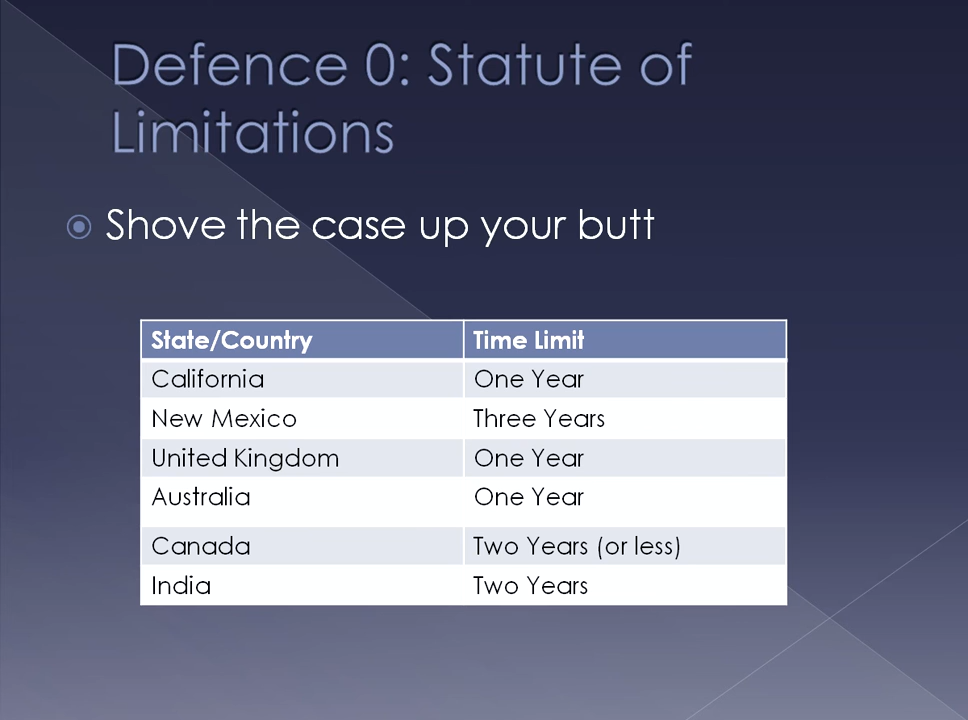 Defence 0: Statute of
Limitations
Shove the case up your butt
State/Country Time Limit
California One Year
New Mexico Three Years
United Kingdom One Year
Australia One Year
Canada Two Years (or less)
India Two Years